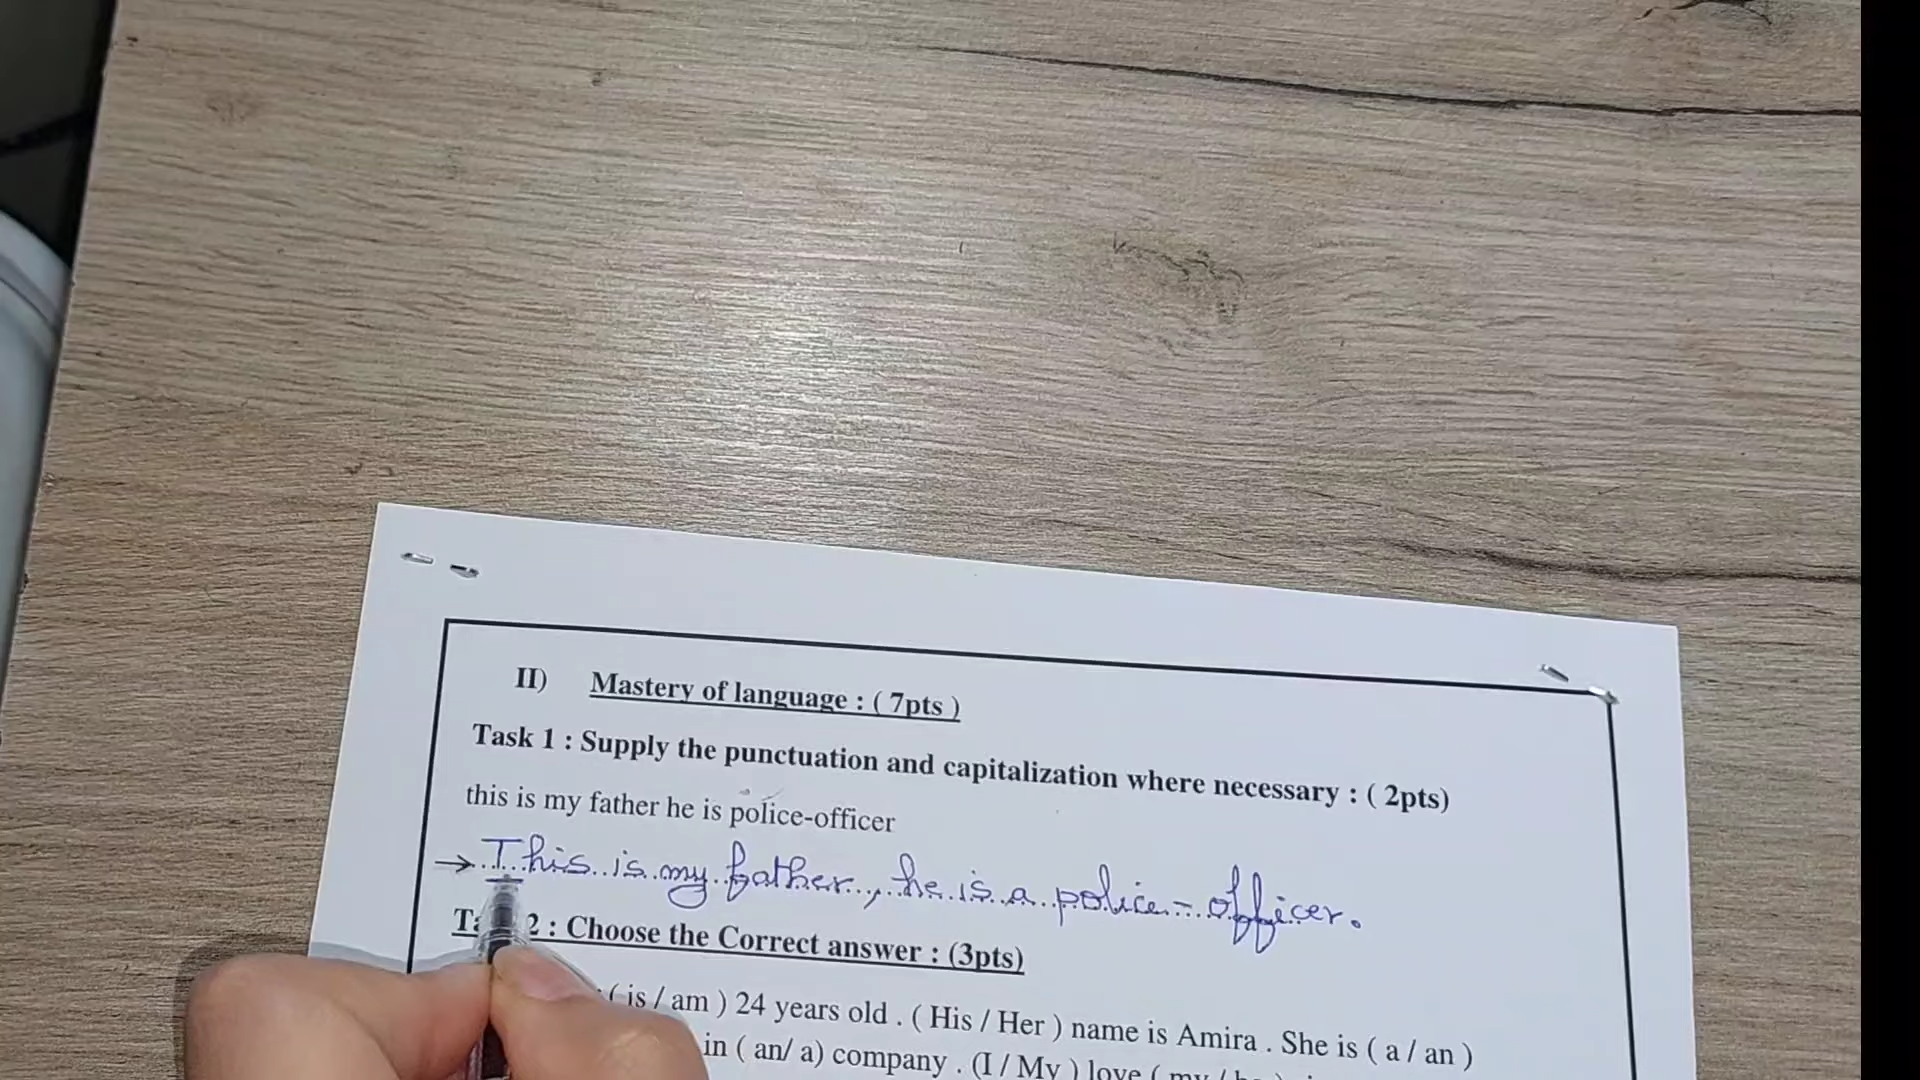 II) Mastery of language : ( 7pts )
Task 1 : Supply the punctuation and capitalization where necessary : ( 2pts)
this is my father he is police-officer
→ This is my father, he is a police-officer.
2 : Choose the Correct answer : (3pts)
( is / am ) 24 years old . ( His / Her ) name is Amira . She is ( a / an )
in ( an/ a) company . (I / My ) love ( my /